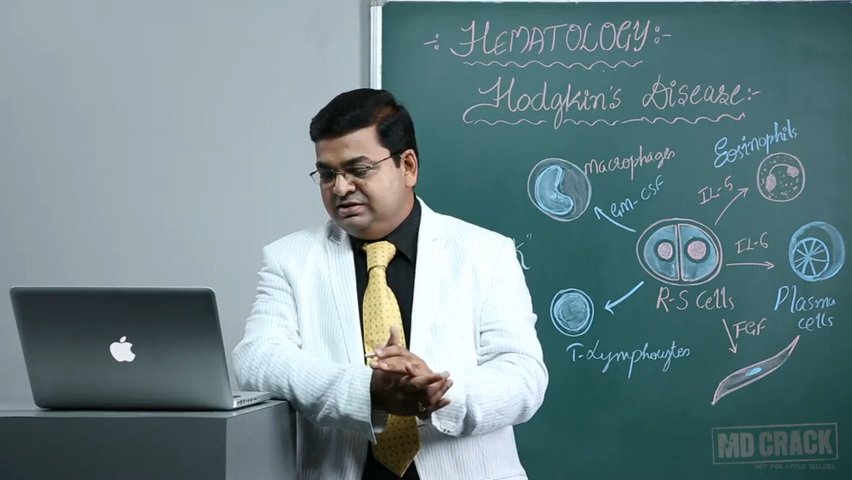 -: HEMATOLOGY:-
Hodgkin's Disease:-
Macrophages
GM-CSF
Eosinophils
IL-5
IL-6
R-S Cells
Plasma
cells
T-Lymphocytes
FGF
MD CRACK